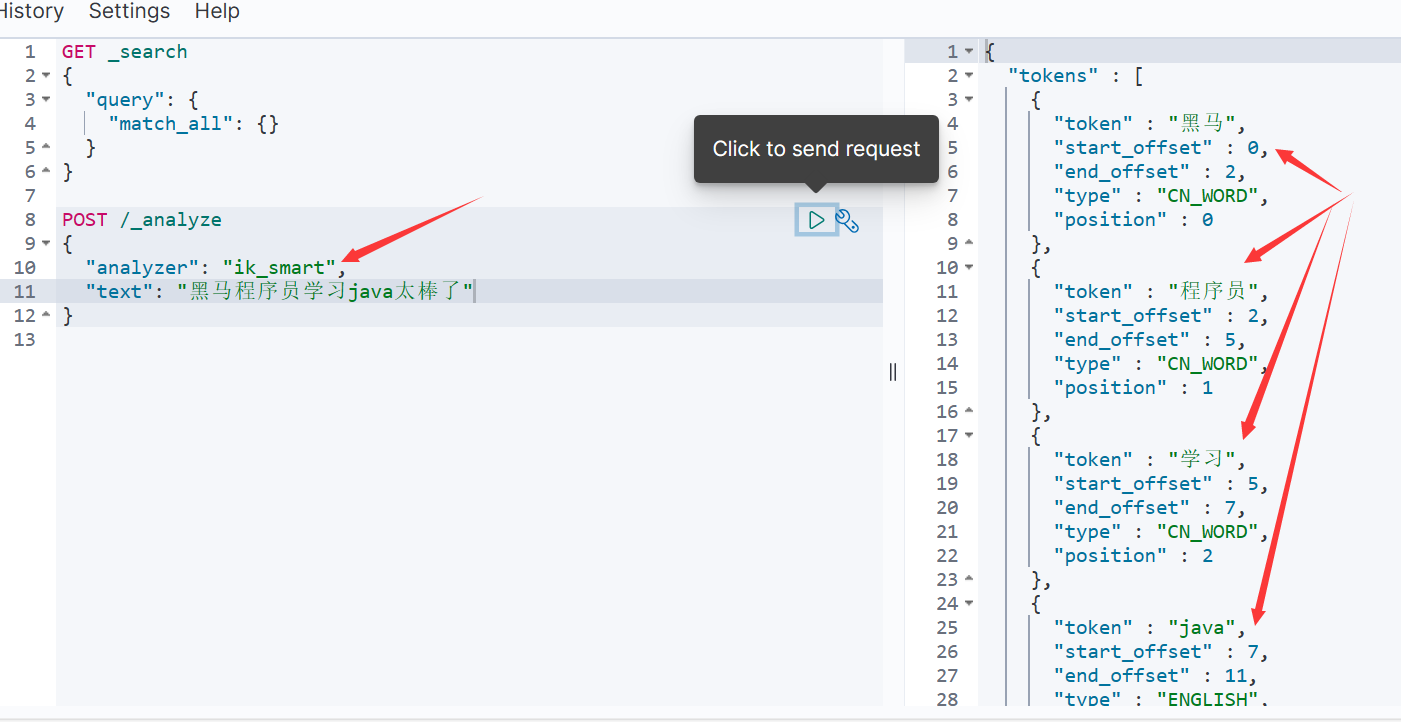 History Settings Help
1 GET _search
2 {
3 "query": {
4 "match_all": {}
5 }
6 }
7
8 POST /_analyze
9 {
10 "analyzer": "ik_smart",
11 "text": "黑马程序员学习java太棒了"
12 }
13
Click to send request
1 {
2 "tokens" : [
3 {
4 "token" : "黑马",
5 "start_offset" : 0,
6 "end_offset" : 2,
7 "type" : "CN_WORD",
8 "position" : 0
9 },
10 {
11 "token" : "程序员",
12 "start_offset" : 2,
13 "end_offset" : 5,
14 "type" : "CN_WORD",
15 "position" : 1
16 },
17 {
18 "token" : "学习",
19 "start_offset" : 5,
20 "end_offset" : 7,
21 "type" : "CN_WORD",
22 "position" : 2
23 },
24 {
25 "token" : "java",
26 "start_offset" : 7,
27 "end_offset" : 11,
28 "type" : "ENGLISH",